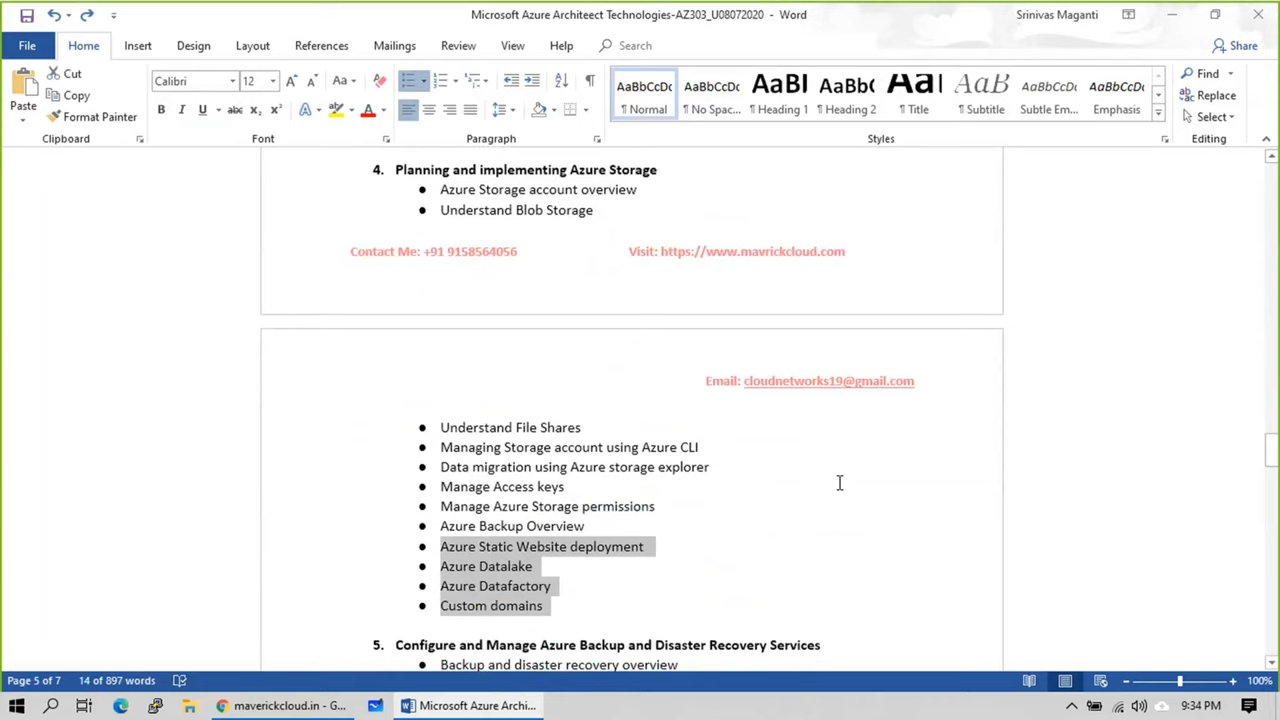 Microsoft Azure Architeect Technologies-AZ303_U08072020 - Word
Srinivas Maganti
File Home Insert Design Layout References Mailings Review View Help Search Share
Cut
Copy
Format Painter
Paste
Clipboard
Calibri 12
Font
Paragraph
AaBbCcDc AaBbCcDc AaBl AaBbCc AaB AaB AaBbCcDc AaBbCcDc
¶ Normal ¶ No Spac... ¶ Heading 1 ¶ Heading 2 ¶ Title ¶ Subtitle Subtle Em... Emphasis
Styles
Find
Replace
Select
Editing
4. Planning and implementing Azure Storage
● Azure Storage account overview
● Understand Blob Storage
Contact Me: +91 9158564056 Visit: https://www.mavrickcloud.com
Email: cloudnetworks19@gmail.com
● Understand File Shares
● Managing Storage account using Azure CLI
● Data migration using Azure storage explorer
● Manage Access keys
● Manage Azure Storage permissions
● Azure Backup Overview
● Azure Static Website deployment
● Azure Datalake
● Azure Datafactory
● Custom domains
5. Configure and Manage Azure Backup and Disaster Recovery Services
● Backup and disaster recovery overview
Page 5 of 7 14 of 897 words 100%
maverickcloud.in - G... Microsoft Azure Archi... 9:34 PM